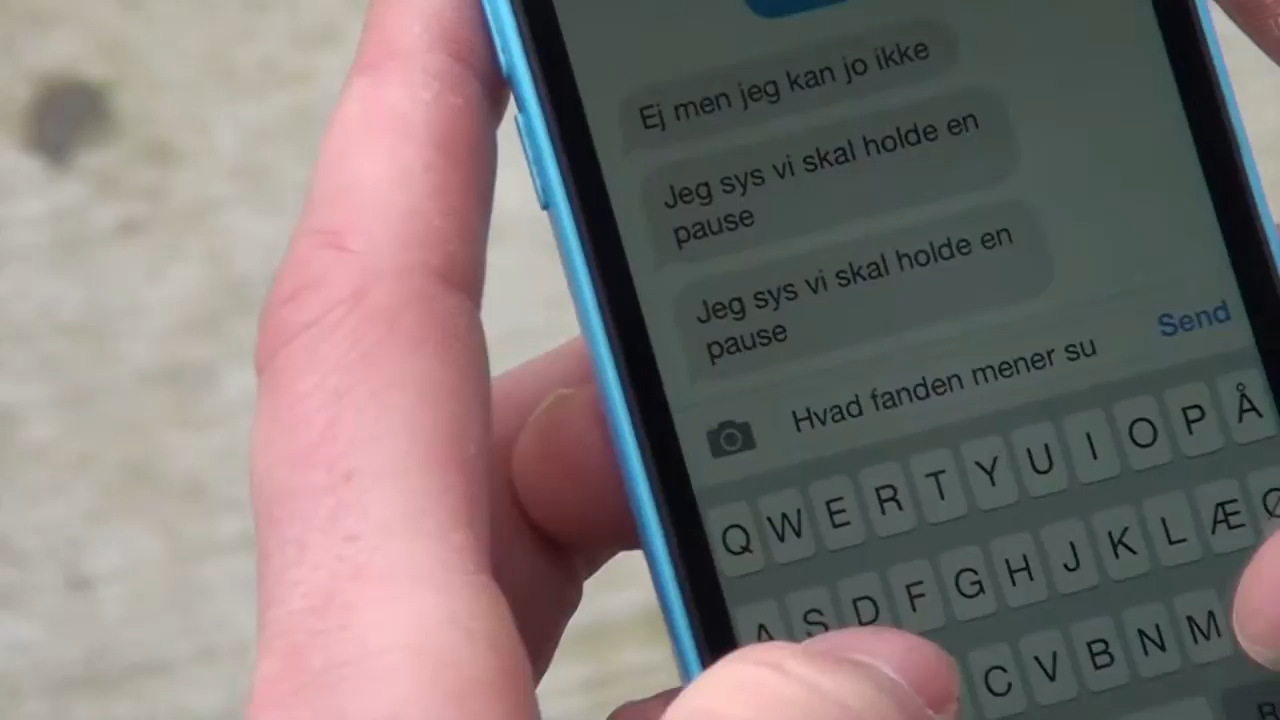 Ej men jeg kan jo ikke
Jeg sys vi skal holde en
pause
Jeg sys vi skal holde en
pause
Hvad fanden mener su
Send
Q W E R T Y U I O P Å
A S D F G H J K L Æ Ø
C V B N M